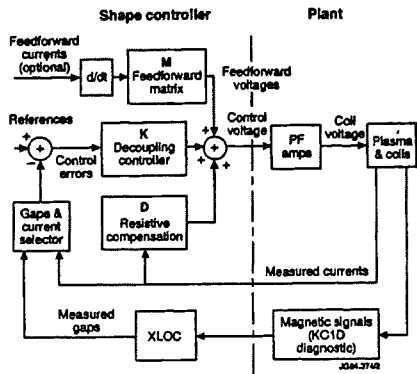 Shape controller
Plant
Feedforward
currents
(optional)
d/dt
M
Feedforward
matrix
Feedforward
voltages
References
+
+
−
Control
errors
K
Decoupling
controller
+
+
+
+
Control
voltage
PF
amps
Coil
voltage
Plasma
& coils
Gaps &
current
selector
D
Resistive
compensation
Measured currents
Measured
gaps
XLOC
Magnetic signals
(KC1D
diagnostic)
JG94.374/2